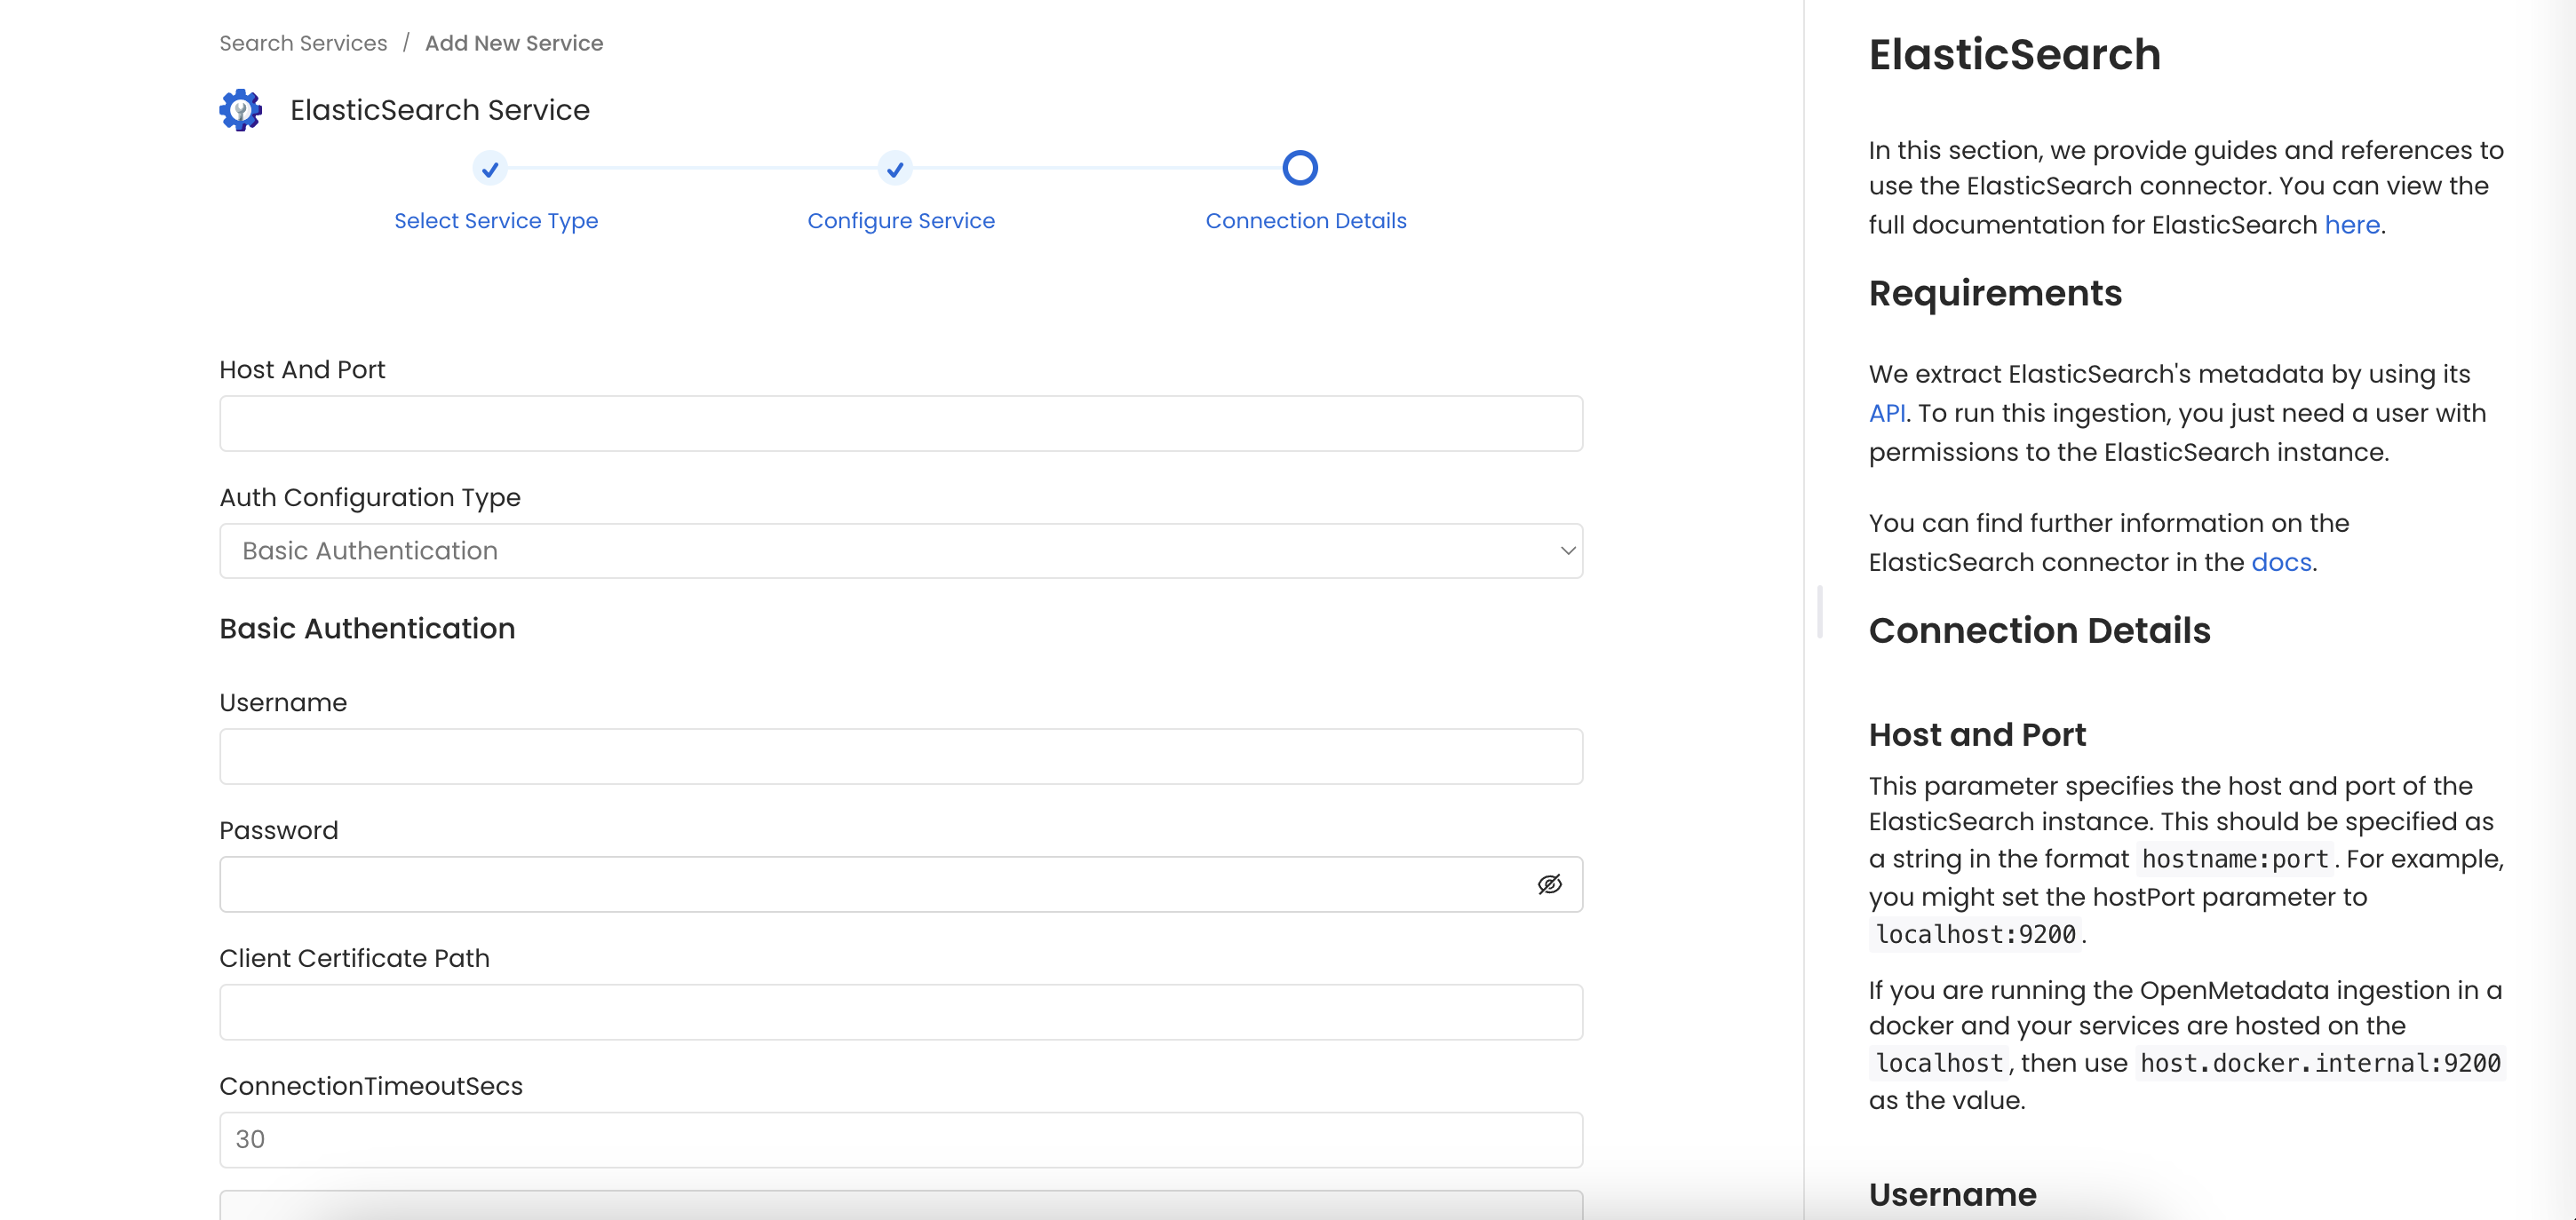 Search Services / Add New Service
ElasticSearch Service
Select Service Type
Configure Service
Connection Details
Host And Port
Auth Configuration Type
Basic Authentication
Basic Authentication
Username
Password
Client Certificate Path
ConnectionTimeoutSecs
30
ElasticSearch
In this section, we provide guides and references to
use the ElasticSearch connector. You can view the
full documentation for ElasticSearch here.
Requirements
We extract ElasticSearch's metadata by using its
API. To run this ingestion, you just need a user with
permissions to the ElasticSearch instance.
You can find further information on the
ElasticSearch connector in the docs.
Connection Details
Host and Port
This parameter specifies the host and port of the
ElasticSearch instance. This should be specified as
a string in the format hostname:port. For example,
you might set the hostPort parameter to
localhost:9200.
If you are running the OpenMetadata ingestion in a
docker and your services are hosted on the
localhost, then use host.docker.internal:9200
as the value.
Username